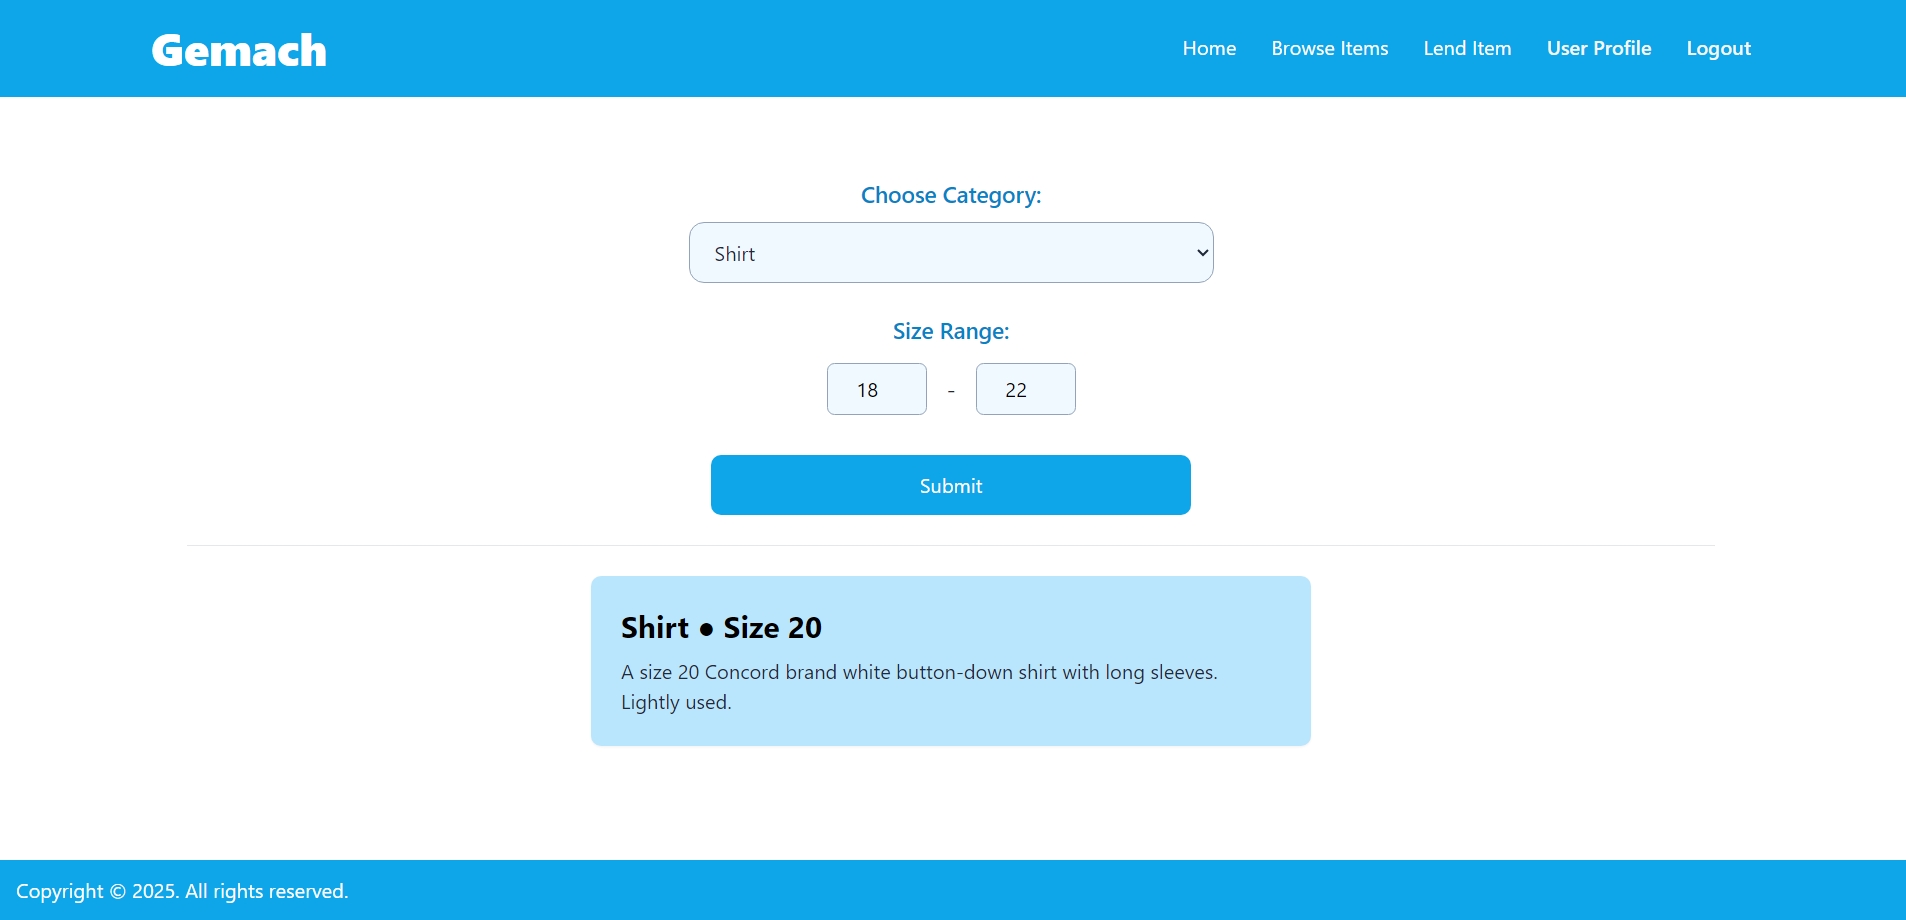 Gemach
Home Browse Items Lend Item User Profile Logout
Choose Category:
Shirt
Size Range:
18 - 22
Submit
Shirt ● Size 20
A size 20 Concord brand white button-down shirt with long sleeves.
Lightly used.
Copyright © 2025. All rights reserved.